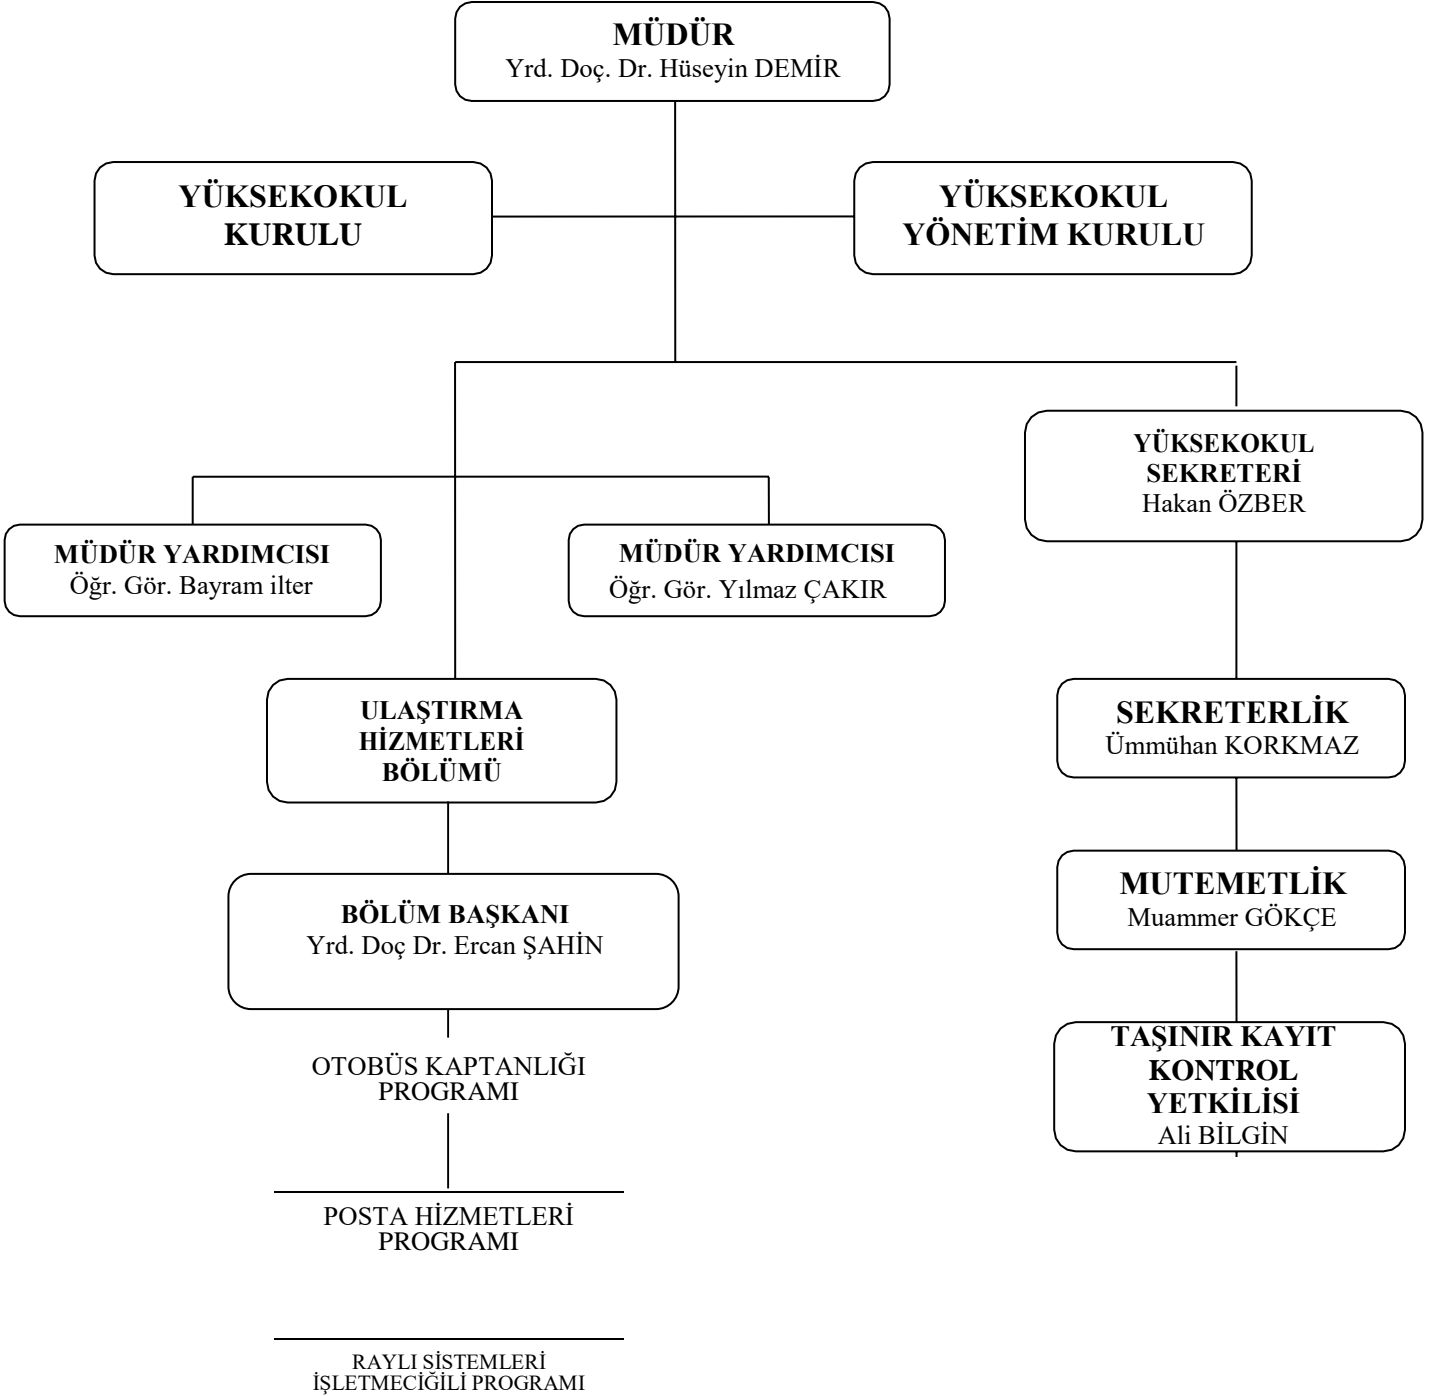 MÜDÜR
Yrd. Doç. Dr. Hüseyin DEMİR
YÜKSEKOKUL
KURULU
YÜKSEKOKUL
YÖNETİM KURULU
YÜKSEKOKUL
SEKRETERİ
Hakan ÖZBER
MÜDÜR YARDIMCISI
Öğr. Gör. Bayram ilter
MÜDÜR YARDIMCISI
Öğr. Gör. Yılmaz ÇAKIR
ULAŞTIRMA
HİZMETLERİ
BÖLÜMÜ
SEKRETERLİK
Ümmühan KORKMAZ
BÖLÜM BAŞKANI
Yrd. Doç Dr. Ercan ŞAHİN
MUTEMETLİK
Muammer GÖKÇE
OTOBÜS KAPTANLIĞI
PROGRAMI
TAŞINIR KAYIT
KONTROL
YETKİLİSİ
Ali BİLGİN
POSTA HİZMETLERİ
PROGRAMI
RAYLI SİSTEMLERİ
İŞLETMECİĞİLİ PROGRAMI